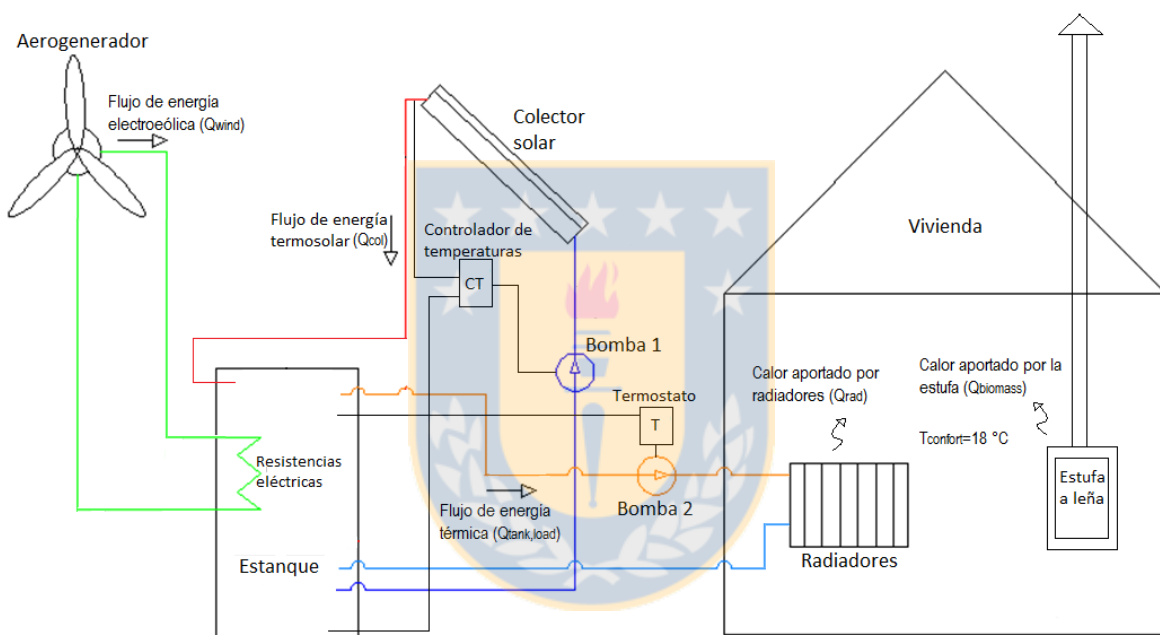 Aerogenerador
Flujo de energía
electroeólica (Qwind)
Colector
solar
Flujo de energía
termosolar (Qcol)
Controlador de
temperaturas
CT
Vivienda
Bomba 1
Termostato
T
Calor aportado por
radiadores (Qrad)
Calor aportado por la
estufa (Qbiomass)
Tconfort=18 °C
Resistencias
eléctricas
Bomba 2
Flujo de energía
térmica (Qtank,load)
Estufa
a leña
Estanque
Radiadores